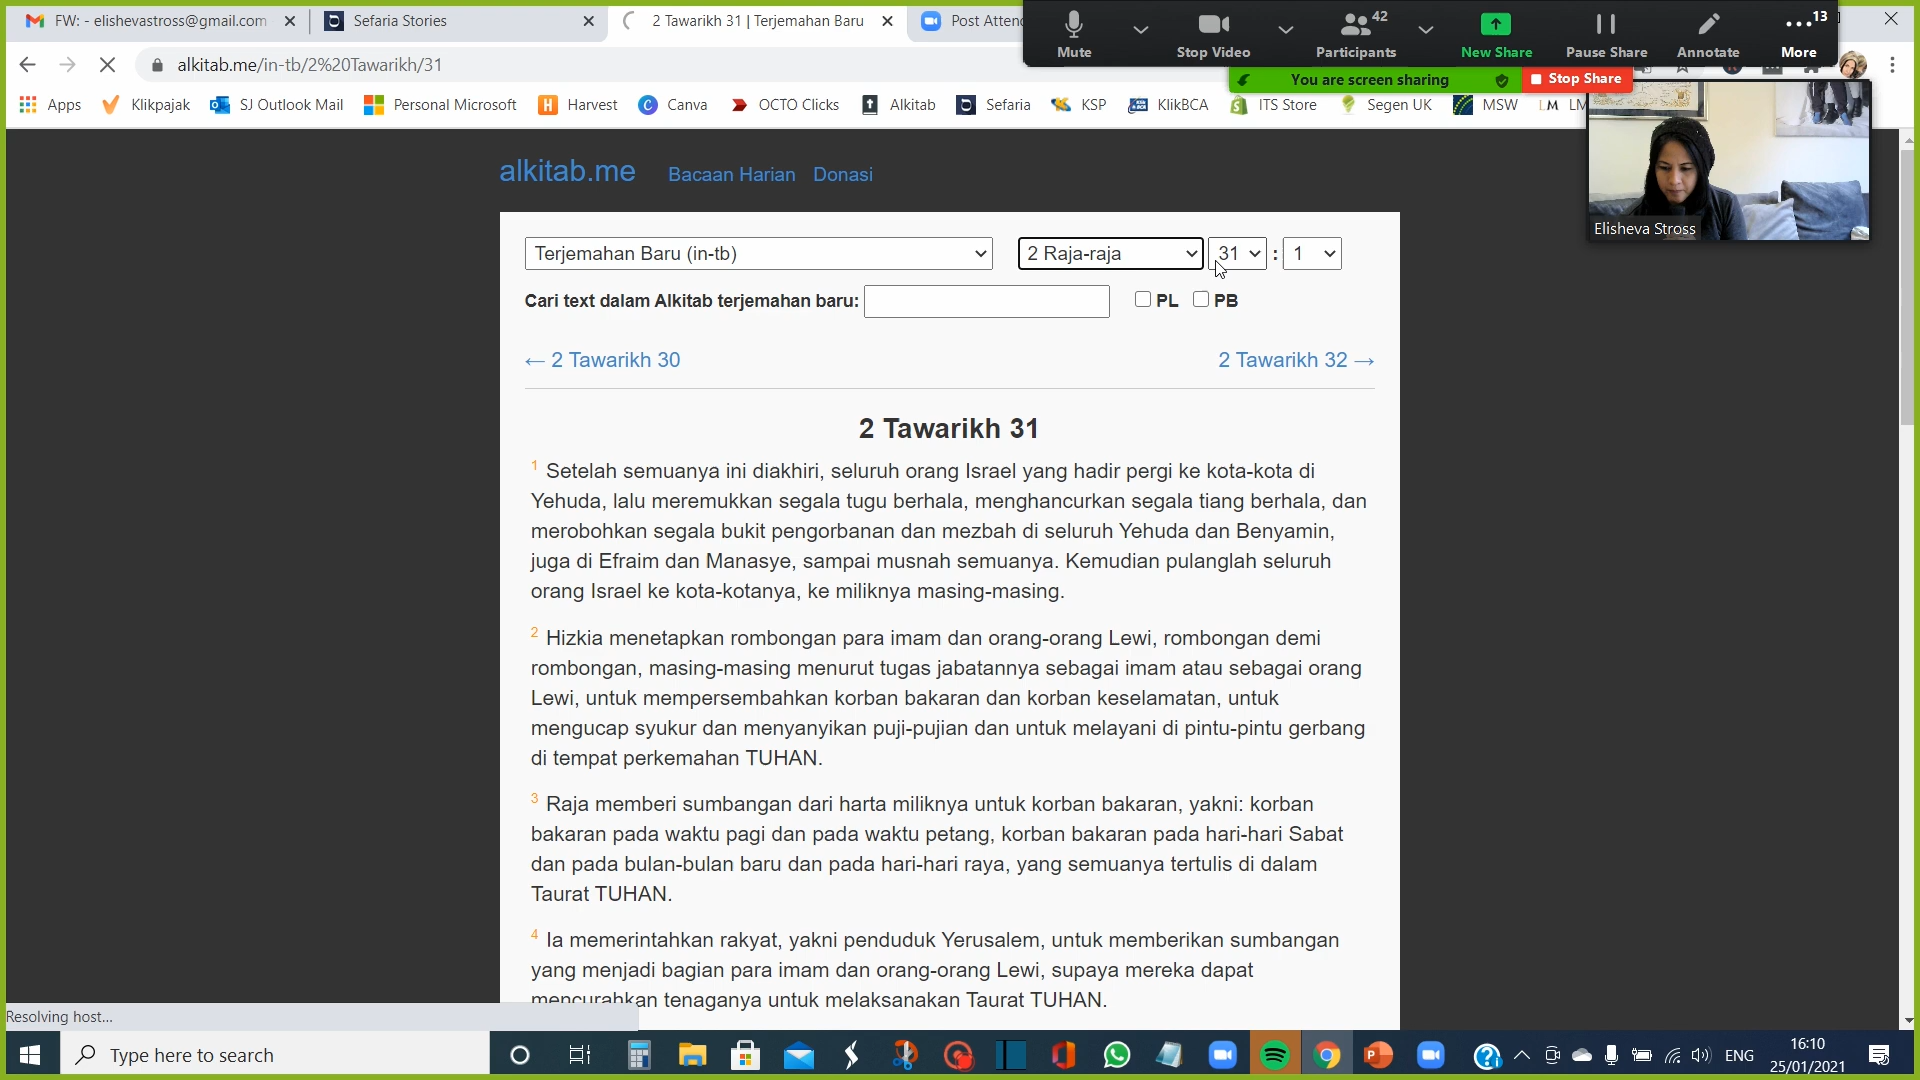 FW: - elishevastross@gmail.com
Sefaria Stories
2 Tawarikh 31 | Terjemahan Baru
Post Attend
42
13
Mute
Stop Video
Participants
New Share
Pause Share
Annotate
More
alkitab.me/in-tb/2%20Tawarikh/31
You are screen sharing
Stop Share
Apps
Klikpajak
SJ Outlook Mail
Personal Microsoft
Harvest
Canva
OCTO Clicks
Alkitab
Sefaria
KSP
KlikBCA
ITS Store
Segen UK
MSW
LM
Elisheva Stross
alkitab.me Bacaan Harian Donasi
Terjemahan Baru (in-tb) 2 Raja-raja 31 : 1
Cari text dalam Alkitab terjemahan baru: PL PB
← 2 Tawarikh 30 2 Tawarikh 32 →
2 Tawarikh 31
1 Setelah semuanya ini diakhiri, seluruh orang Israel yang hadir pergi ke kota-kota di
Yehuda, lalu meremukkan segala tugu berhala, menghancurkan segala tiang berhala, dan
merobohkan segala bukit pengorbanan dan mezbah di seluruh Yehuda dan Benyamin,
juga di Efraim dan Manasye, sampai musnah semuanya. Kemudian pulanglah seluruh
orang Israel ke kota-kotanya, ke miliknya masing-masing.
2 Hizkia menetapkan rombongan para imam dan orang-orang Lewi, rombongan demi
rombongan, masing-masing menurut tugas jabatannya sebagai imam atau sebagai orang
Lewi, untuk mempersembahkan korban bakaran dan korban keselamatan, untuk
mengucap syukur dan menyanyikan puji-pujian dan untuk melayani di pintu-pintu gerbang
di tempat perkemahan TUHAN.
3 Raja memberi sumbangan dari harta miliknya untuk korban bakaran, yakni: korban
bakaran pada waktu pagi dan pada waktu petang, korban bakaran pada hari-hari Sabat
dan pada bulan-bulan baru dan pada hari-hari raya, yang semuanya tertulis di dalam
Taurat TUHAN.
4 Ia memerintahkan rakyat, yakni penduduk Yerusalem, untuk memberikan sumbangan
yang menjadi bagian para imam dan orang-orang Lewi, supaya mereka dapat
mencurahkan tenaganya untuk melaksanakan Taurat TUHAN.
Resolving host...
Type here to search
ENG
16:10
25/01/2021